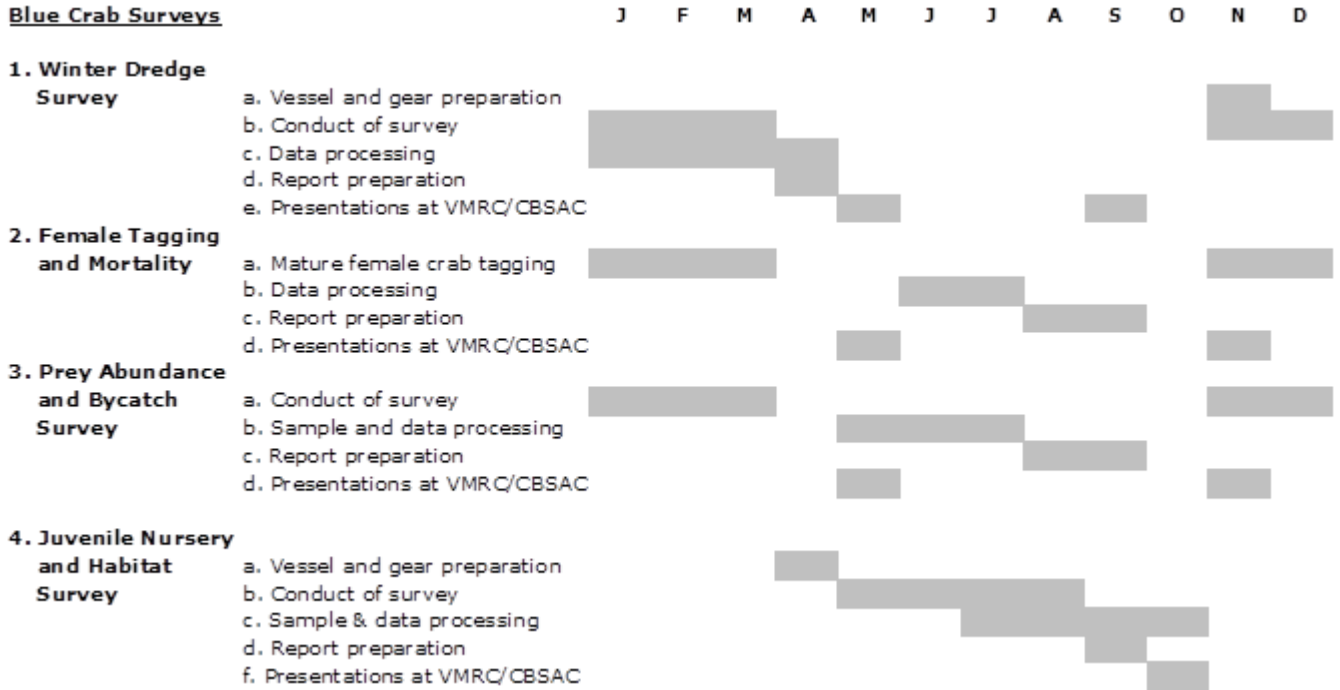 Blue Crab Surveys J F M A M J J A S O N D
1. Winter Dredge
Survey a. Vessel and gear preparation
b. Conduct of survey
c. Data processing
d. Report preparation
e. Presentations at VMRC/CBSAC
2. Female Tagging
and Mortality a. Mature female crab tagging
b. Data processing
c. Report preparation
d. Presentations at VMRC/CBSAC
3. Prey Abundance
and Bycatch a. Conduct of survey
Survey b. Sample and data processing
c. Report preparation
d. Presentations at VMRC/CBSAC
4. Juvenile Nursery
and Habitat a. Vessel and gear preparation
Survey b. Conduct of survey
c. Sample & data processing
d. Report preparation
f. Presentations at VMRC/CBSAC